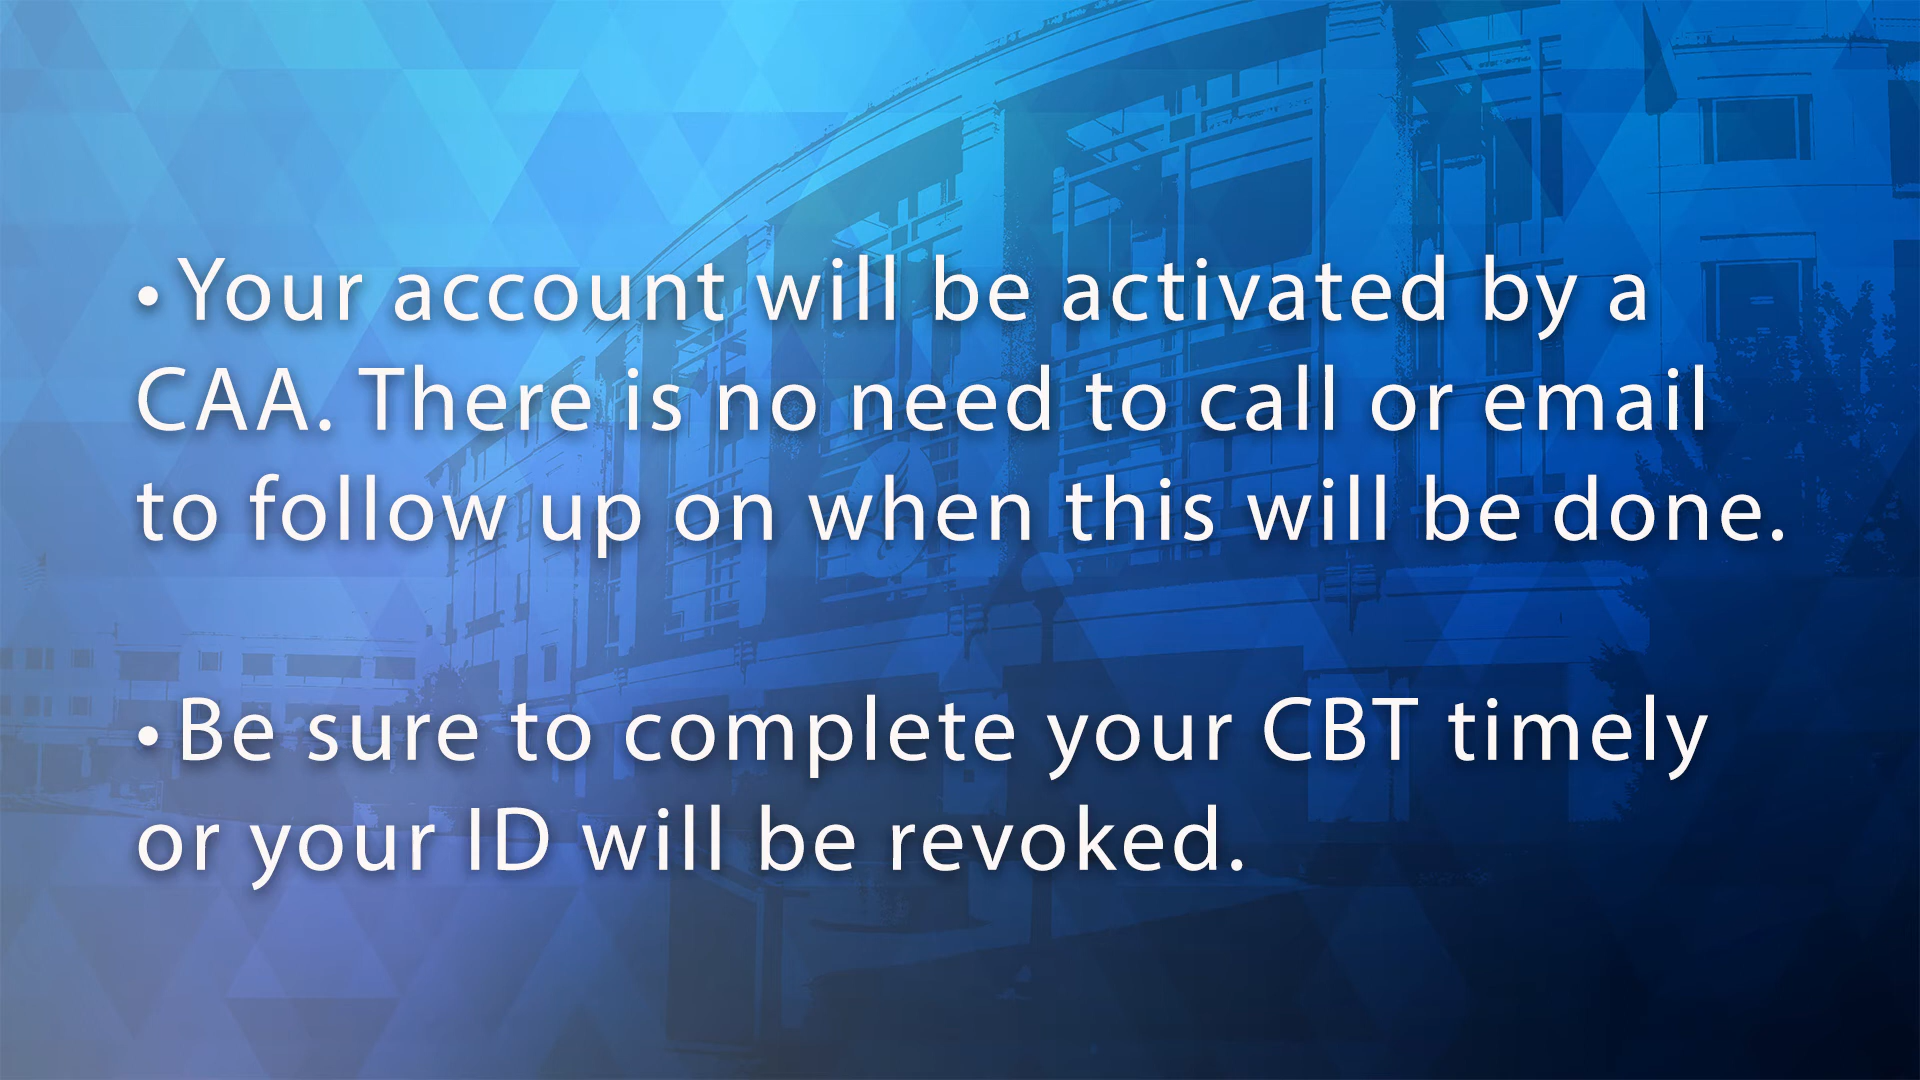 • Your account will be activated by a
CAA. There is no need to call or email
to follow up on when this will be done.
• Be sure to complete your CBT timely
or your ID will be revoked.